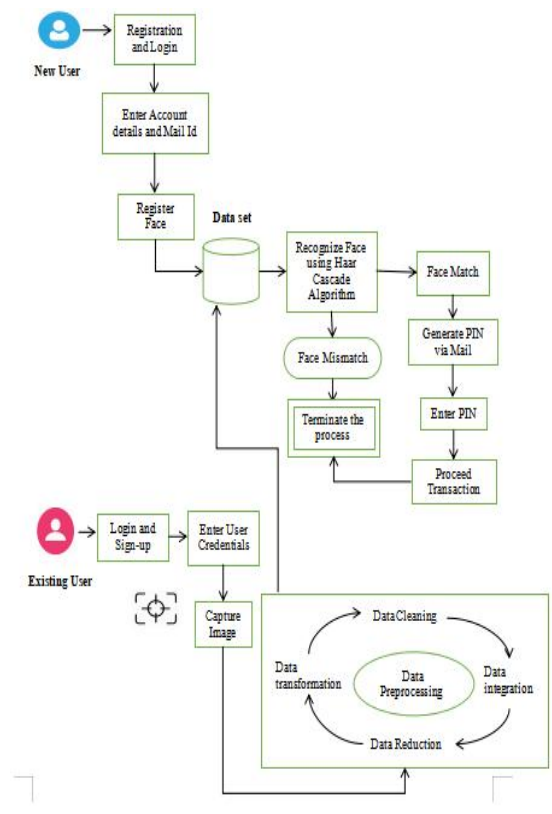 Registration
and Login
New User
Enter Account
details and Mail Id
Register
Face
Data set
Recognize Face
using Haar
Cascade
Algorithm
Face Match
Generate PIN
via Mail
Face Mismatch
Enter PIN
Terminate the
process
Proceed
Transaction
Login and
Sign-up
Enter User
Credentials
Existing User
Capture
Image
Data Cleaning
Data
transformation
Data
Preprocessing
Data
integration
Data Reduction